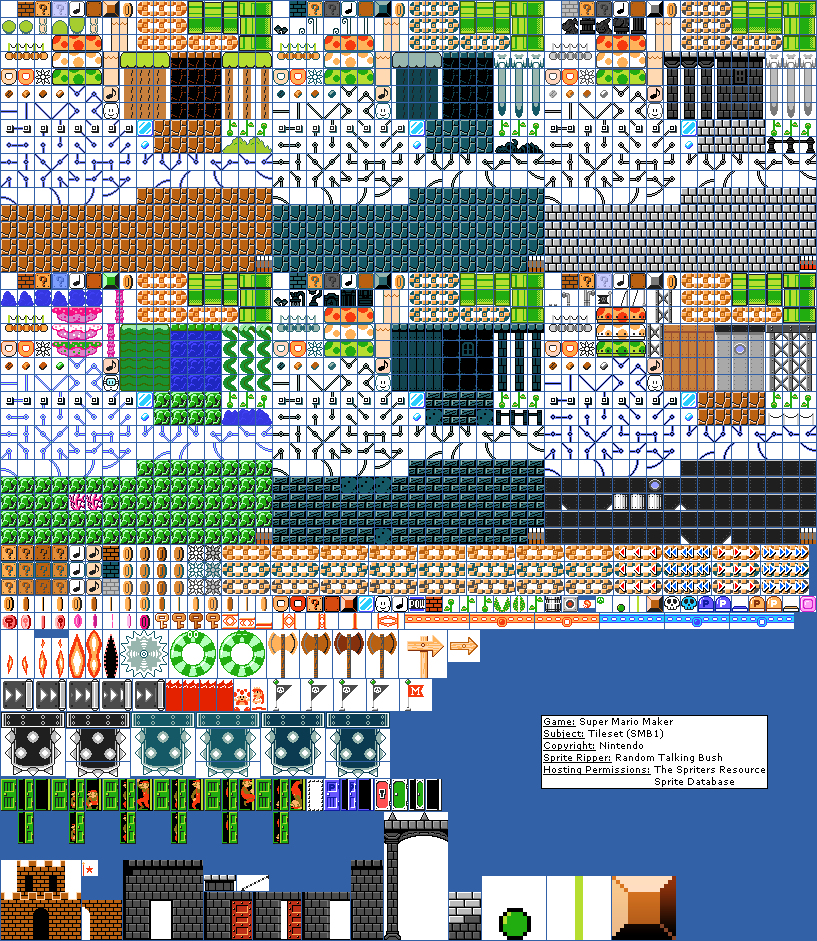 POW
P
P
M
Game: Super Mario Maker
Subject: Tileset (SMB1)
Copyright: Nintendo
Sprite Ripper: Random Talking Bush
Hosting Permissions: The Spriters Resource
Sprite Database